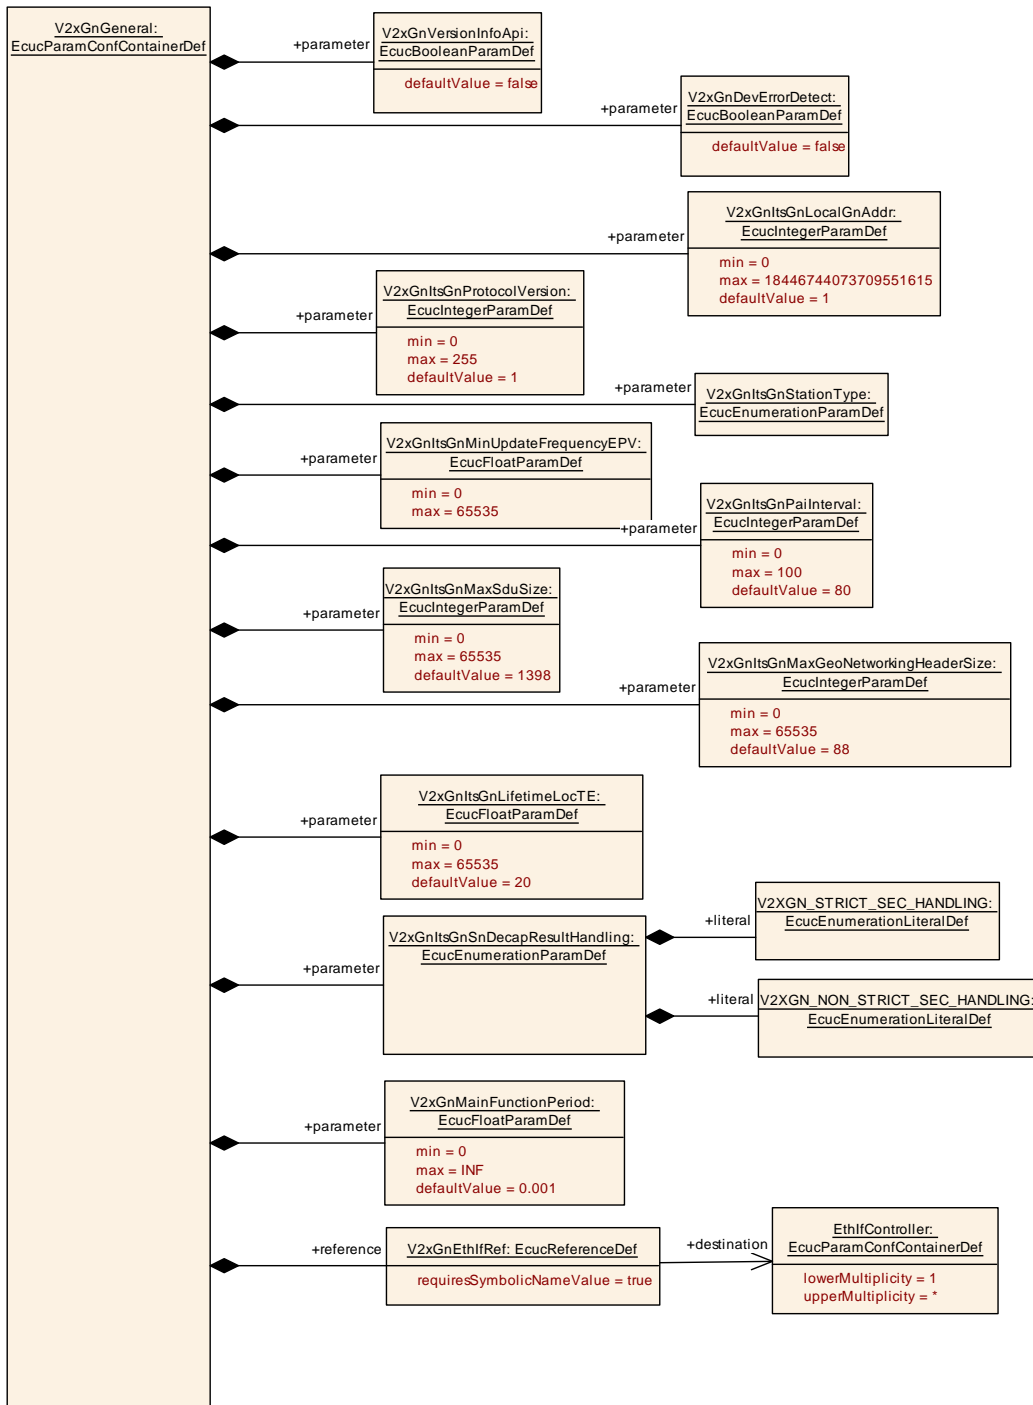 V2xGnGeneral:
EcucParamConfContainerDef
+parameter
V2xGnVersionInfoApi:
EcucBooleanParamDef
defaultValue = false
+parameter
V2xGnDevErrorDetect:
EcucBooleanParamDef
defaultValue = false
+parameter
V2xGnItsGnLocalGnAddr:
EcucIntegerParamDef
min = 0
max = 18446744073709551615
defaultValue = 1
+parameter
V2xGnItsGnProtocolVersion:
EcucIntegerParamDef
min = 0
max = 255
defaultValue = 1
+parameter
V2xGnItsGnStationType:
EcucEnumerationParamDef
+parameter
V2xGnItsGnMinUpdateFrequencyEPV:
EcucFloatParamDef
min = 0
max = 65535
+parameter
V2xGnItsGnPaiInterval:
EcucIntegerParamDef
min = 0
max = 100
defaultValue = 80
+parameter
V2xGnItsGnMaxSduSize:
EcucIntegerParamDef
min = 0
max = 65535
defaultValue = 1398
+parameter
V2xGnItsGnMaxGeoNetworkingHeaderSize:
EcucIntegerParamDef
min = 0
max = 65535
defaultValue = 88
+parameter
V2xGnItsGnLifetimeLocTE:
EcucFloatParamDef
min = 0
max = 65535
defaultValue = 20
+parameter
V2xGnItsGnSnDecapResultHandling:
EcucEnumerationParamDef
+literal
V2XGN_STRICT_SEC_HANDLING:
EcucEnumerationLiteralDef
+literal
V2XGN_NON_STRICT_SEC_HANDLING:
EcucEnumerationLiteralDef
+parameter
V2xGnMainFunctionPeriod:
EcucFloatParamDef
min = 0
max = INF
defaultValue = 0.001
+reference
V2xGnEthIfRef: EcucReferenceDef
requiresSymbolicNameValue = true
+destination
EthIfController:
EcucParamConfContainerDef
lowerMultiplicity = 1
upperMultiplicity = *